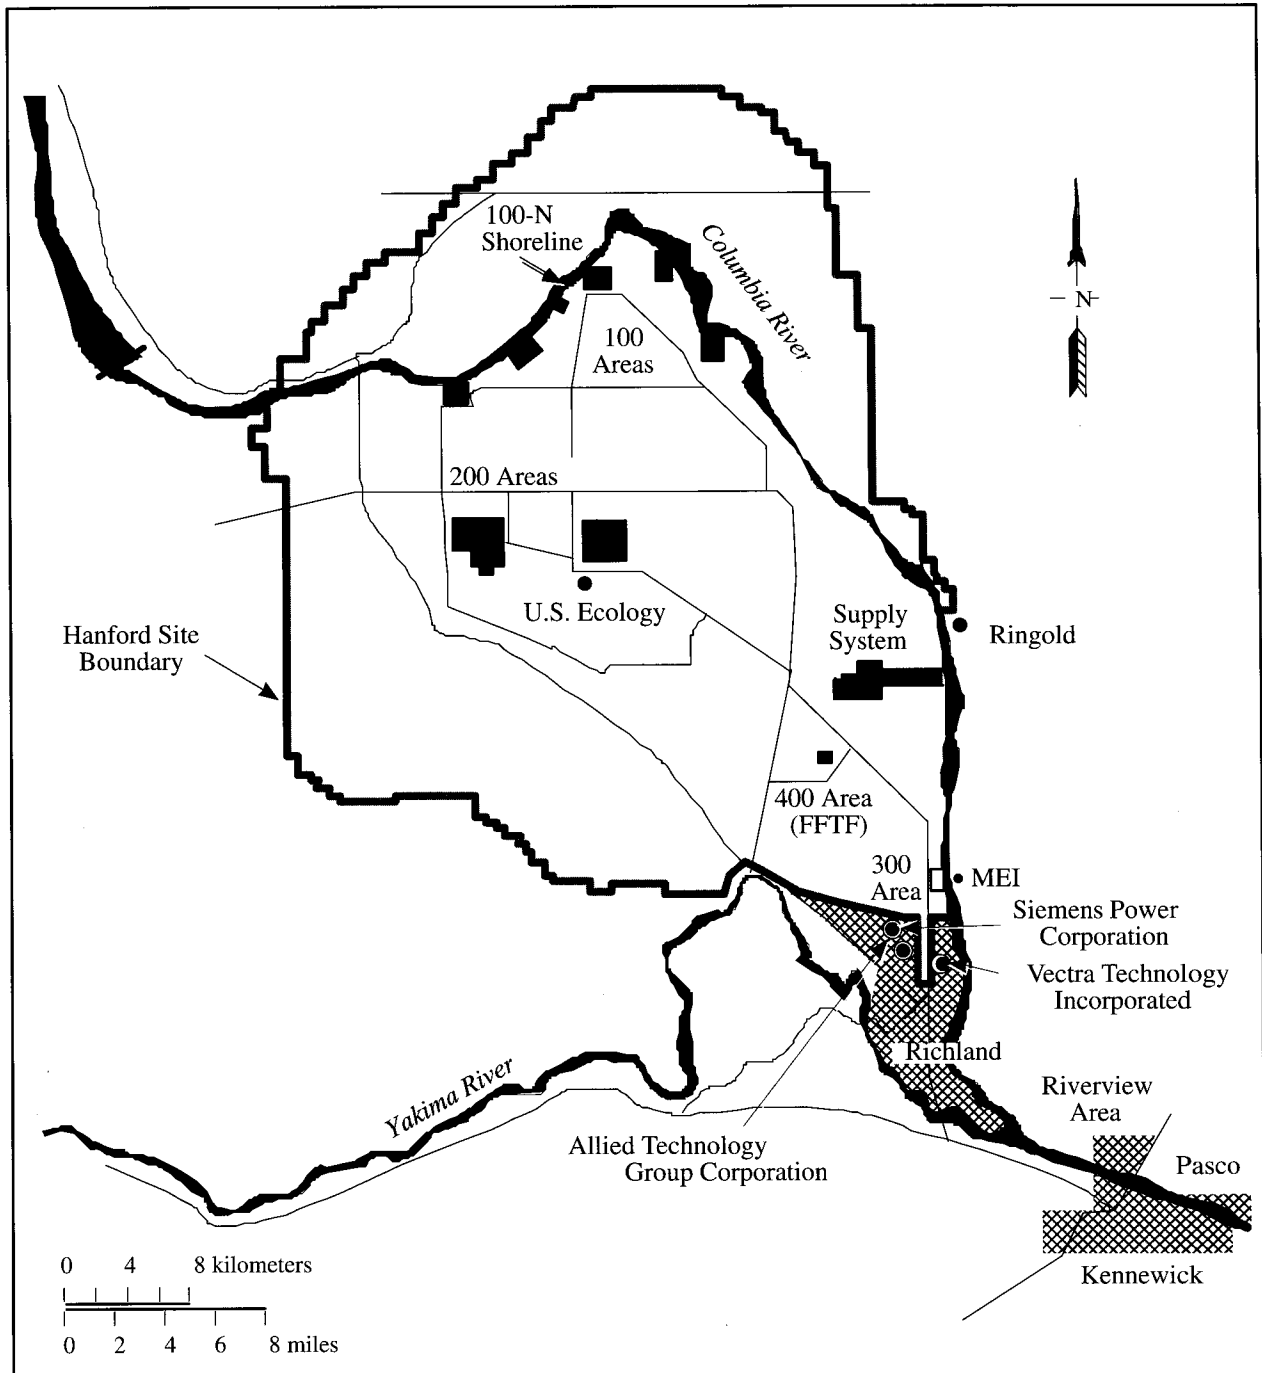 100-N
Shoreline
Columbia River
N
100
Areas
200 Areas
U.S. Ecology
Hanford Site
Boundary
Supply
System
Ringold
400 Area
(FFTF)
300
Area
MEI
Siemens Power
Corporation
Vectra Technology
Incorporated
Richland
Yakima River
Riverview
Area
Allied Technology
Group Corporation
Pasco
Kennewick
0 4 8 kilometers
0 2 4 6 8 miles